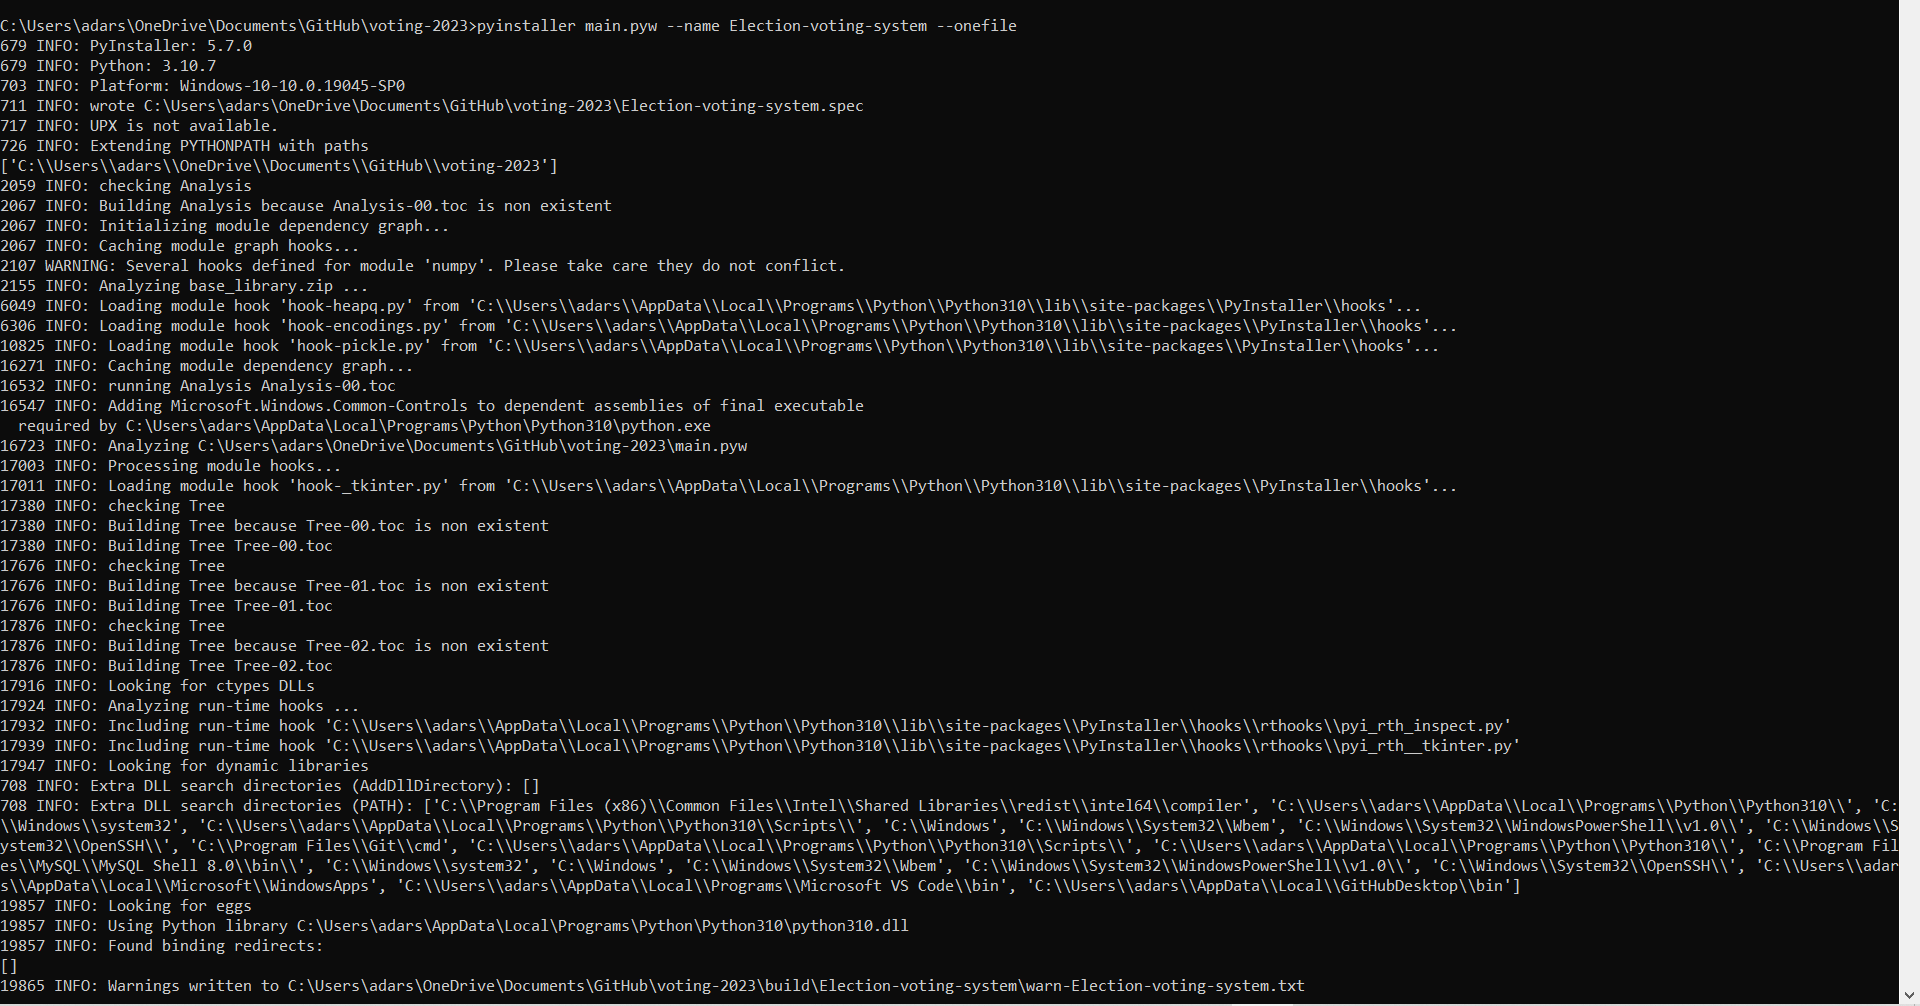 C:\Users\adars\OneDrive\Documents\GitHub\voting-2023>pyinstaller main.pyw --name Election-voting-system --onefile
679 INFO: PyInstaller: 5.7.0
679 INFO: Python: 3.10.7
703 INFO: Platform: Windows-10-10.0.19045-SP0
711 INFO: wrote C:\Users\adars\OneDrive\Documents\GitHub\voting-2023\Election-voting-system.spec
717 INFO: UPX is not available.
726 INFO: Extending PYTHONPATH with paths
['C:\\Users\\adars\\OneDrive\\Documents\\GitHub\\voting-2023']
2059 INFO: checking Analysis
2067 INFO: Building Analysis because Analysis-00.toc is non existent
2067 INFO: Initializing module dependency graph...
2067 INFO: Caching module graph hooks...
2107 WARNING: Several hooks defined for module 'numpy'. Please take care they do not conflict.
2155 INFO: Analyzing base_library.zip ...
6049 INFO: Loading module hook 'hook-heapq.py' from 'C:\\Users\\adars\\AppData\\Local\\Programs\\Python\\Python310\\lib\\site-packages\\PyInstaller\\hooks'...
6306 INFO: Loading module hook 'hook-encodings.py' from 'C:\\Users\\adars\\AppData\\Local\\Programs\\Python\\Python310\\lib\\site-packages\\PyInstaller\\hooks'...
10825 INFO: Loading module hook 'hook-pickle.py' from 'C:\\Users\\adars\\AppData\\Local\\Programs\\Python\\Python310\\lib\\site-packages\\PyInstaller\\hooks'...
16271 INFO: Caching module dependency graph...
16532 INFO: running Analysis Analysis-00.toc
16547 INFO: Adding Microsoft.Windows.Common-Controls to dependent assemblies of final executable
  required by C:\Users\adars\AppData\Local\Programs\Python\Python310\python.exe
16723 INFO: Analyzing C:\Users\adars\OneDrive\Documents\GitHub\voting-2023\main.pyw
17003 INFO: Processing module hooks...
17011 INFO: Loading module hook 'hook-_tkinter.py' from 'C:\\Users\\adars\\AppData\\Local\\Programs\\Python\\Python310\\lib\\site-packages\\PyInstaller\\hooks'...
17380 INFO: checking Tree
17380 INFO: Building Tree because Tree-00.toc is non existent
17380 INFO: Building Tree Tree-00.toc
17676 INFO: checking Tree
17676 INFO: Building Tree because Tree-01.toc is non existent
17676 INFO: Building Tree Tree-01.toc
17876 INFO: checking Tree
17876 INFO: Building Tree because Tree-02.toc is non existent
17876 INFO: Building Tree Tree-02.toc
17916 INFO: Looking for ctypes DLLs
17924 INFO: Analyzing run-time hooks ...
17932 INFO: Including run-time hook 'C:\\Users\\adars\\AppData\\Local\\Programs\\Python\\Python310\\lib\\site-packages\\PyInstaller\\hooks\\rthooks\\pyi_rth_inspect.py'
17939 INFO: Including run-time hook 'C:\\Users\\adars\\AppData\\Local\\Programs\\Python\\Python310\\lib\\site-packages\\PyInstaller\\hooks\\rthooks\\pyi_rth__tkinter.py'
17947 INFO: Looking for dynamic libraries
708 INFO: Extra DLL search directories (AddDllDirectory): []
708 INFO: Extra DLL search directories (PATH): ['C:\\Program Files (x86)\\Common Files\\Intel\\Shared Libraries\\redist\\intel64\\compiler', 'C:\\Users\\adars\\AppData\\Local\\Programs\\Python\\Python310\\', 'C:
\\Windows\\system32', 'C:\\Users\\adars\\AppData\\Local\\Programs\\Python\\Python310\\Scripts\\', 'C:\\Windows', 'C:\\Windows\\System32\\Wbem', 'C:\\Windows\\System32\\WindowsPowerShell\\v1.0\\', 'C:\\Windows\\S
ystem32\\OpenSSH\\', 'C:\\Program Files\\Git\\cmd', 'C:\\Users\\adars\\AppData\\Local\\Programs\\Python\\Python310\\Scripts\\', 'C:\\Users\\adars\\AppData\\Local\\Programs\\Python\\Python310\\', 'C:\\Program Fil
es\\MySQL\\MySQL Shell 8.0\\bin\\', 'C:\\Windows\\system32', 'C:\\Windows', 'C:\\Windows\\System32\\Wbem', 'C:\\Windows\\System32\\WindowsPowerShell\\v1.0\\', 'C:\\Windows\\System32\\OpenSSH\\', 'C:\\Users\\adar
s\\AppData\\Local\\Microsoft\\WindowsApps', 'C:\\Users\\adars\\AppData\\Local\\Programs\\Microsoft VS Code\\bin', 'C:\\Users\\adars\\AppData\\Local\\GitHubDesktop\\bin']
19857 INFO: Looking for eggs
19857 INFO: Using Python library C:\Users\adars\AppData\Local\Programs\Python\Python310\python310.dll
19857 INFO: Found binding redirects:
[]
19865 INFO: Warnings written to C:\Users\adars\OneDrive\Documents\GitHub\voting-2023\build\Election-voting-system\warn-Election-voting-system.txt